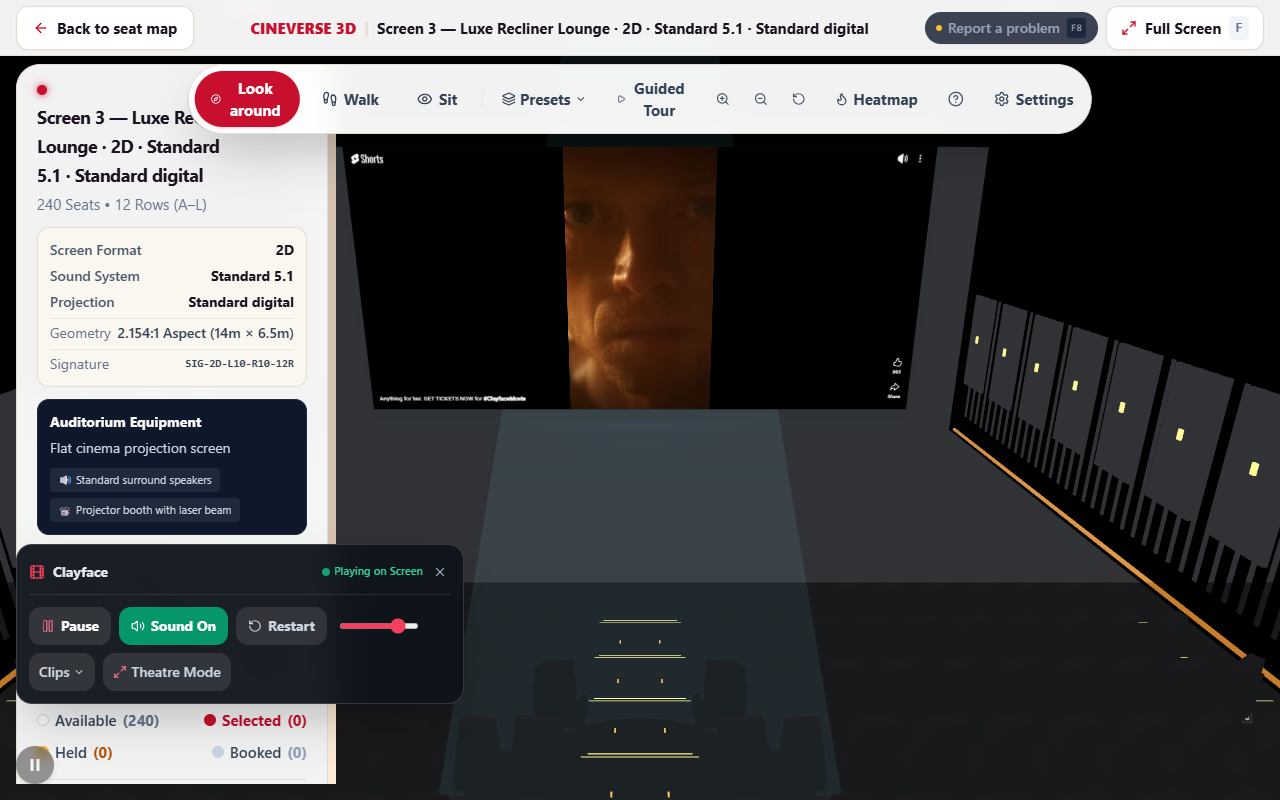 Back to seat map
CINEVERSE 3D | Screen 3 — Luxe Recliner Lounge · 2D · Standard 5.1 · Standard digital
Report a problem F8
Full Screen F
Look around
Walk
Sit
Presets
Guided Tour
Heatmap
Settings
Screen 3 — Luxe Re
Lounge · 2D · Standard
5.1 · Standard digital
240 Seats • 12 Rows (A–L)
Screen Format 2D
Sound System Standard 5.1
Projection Standard digital
Geometry 2.154:1 Aspect (14m × 6.5m)
Signature SIG-2D-L10-R10-12R
Auditorium Equipment
Flat cinema projection screen
Standard surround speakers
Projector booth with laser beam
Shorts
Share
Anything for her. GET TICKETS NOW for #ClayfaceMovie
Clayface
Playing on Screen
Pause
Sound On
Restart
Clips
Theatre Mode
Available (240)
Selected (0)
Held (0)
Booked (0)